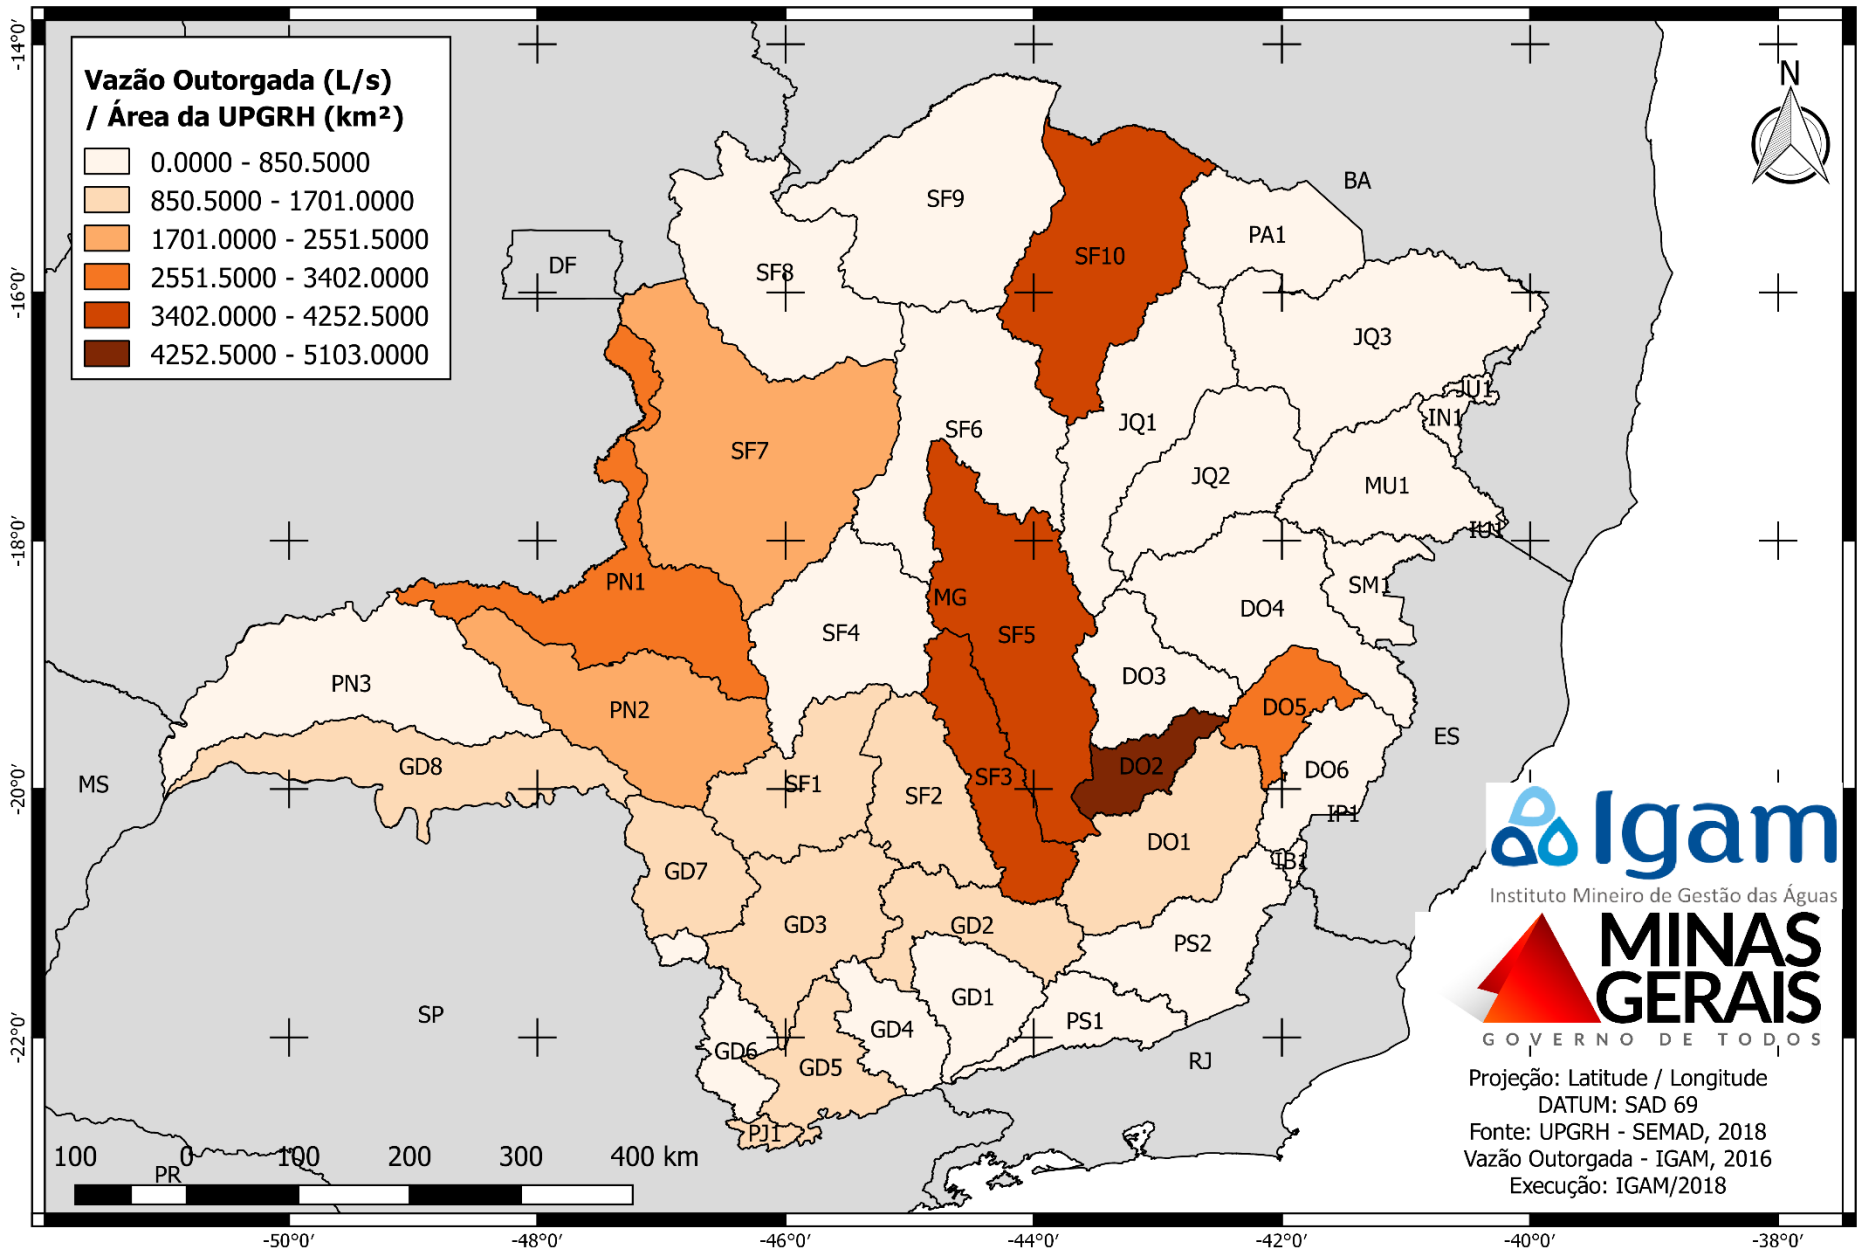 Vazão Outorgada (L/s)
/ Área da UPGRH (km²)
0.0000 - 850.5000
850.5000 - 1701.0000
1701.0000 - 2551.5000
2551.5000 - 3402.0000
3402.0000 - 4252.5000
4252.5000 - 5103.0000
-14°0′
-16°0′
-18°0′
-20°0′
-22°0′
N
BA
SF9
PA1
SF10
DF
SF8
JQ3
JU1
IN1
JQ1
SF6
SF7
JQ2
MU1
IU1
PN1
SM1
MG
DO4
SF4
SF5
DO3
PN3
DO5
PN2
ES
GD8
DO2
DO6
SF3
MS
SF1
SF2
IP1
DO1
IB1
GD7
GD3
GD2
PS2
GD1
SP
PS1
GD4
GD6
RJ
GD5
PJ1
PR
100 0 100 200 300 400 km
Igam
Instituto Mineiro de Gestão das Águas
MINAS
GERAIS
GOVERNO DE TODOS
Projeção: Latitude / Longitude
DATUM: SAD 69
Fonte: UPGRH - SEMAD, 2018
Vazão Outorgada - IGAM, 2016
Execução: IGAM/2018
-50°0′ -48°0′ -46°0′ -44°0′ -42°0′ -40°0′ -38°0′